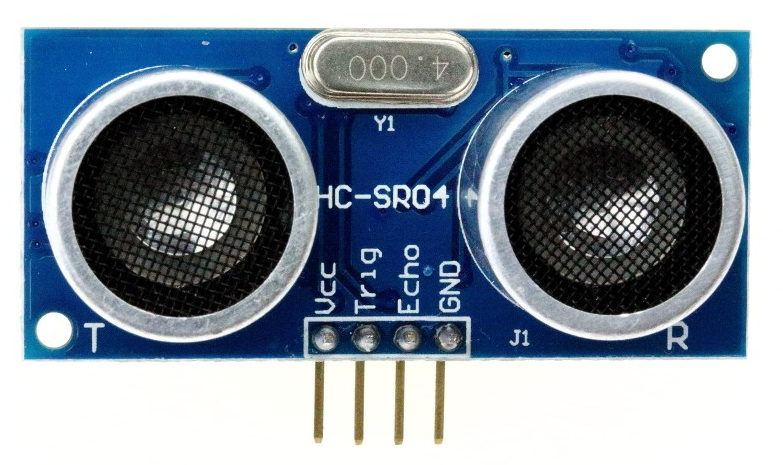 4.000
Y1
HC-SR04
Vcc
Trig
Echo
GND
T
J1
R